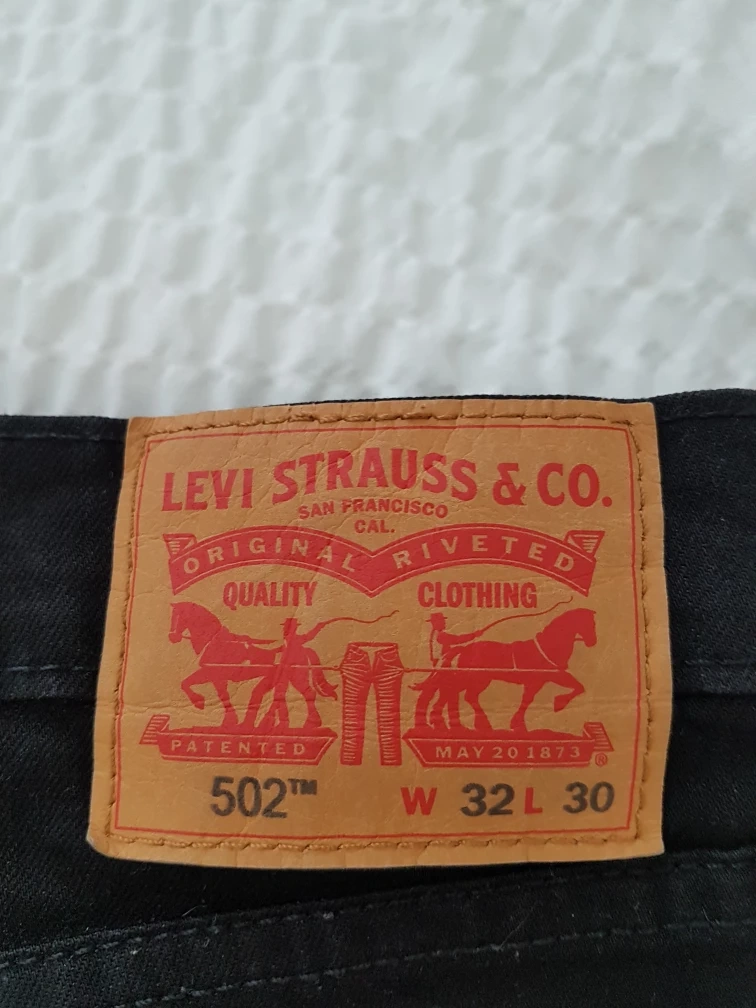 LEVI STRAUSS & CO.
SAN FRANCISCO
CAL.
ORIGINAL RIVETED
QUALITY CLOTHING
PATENTED MAY 20 1873 ®
502™ W 32 L 30